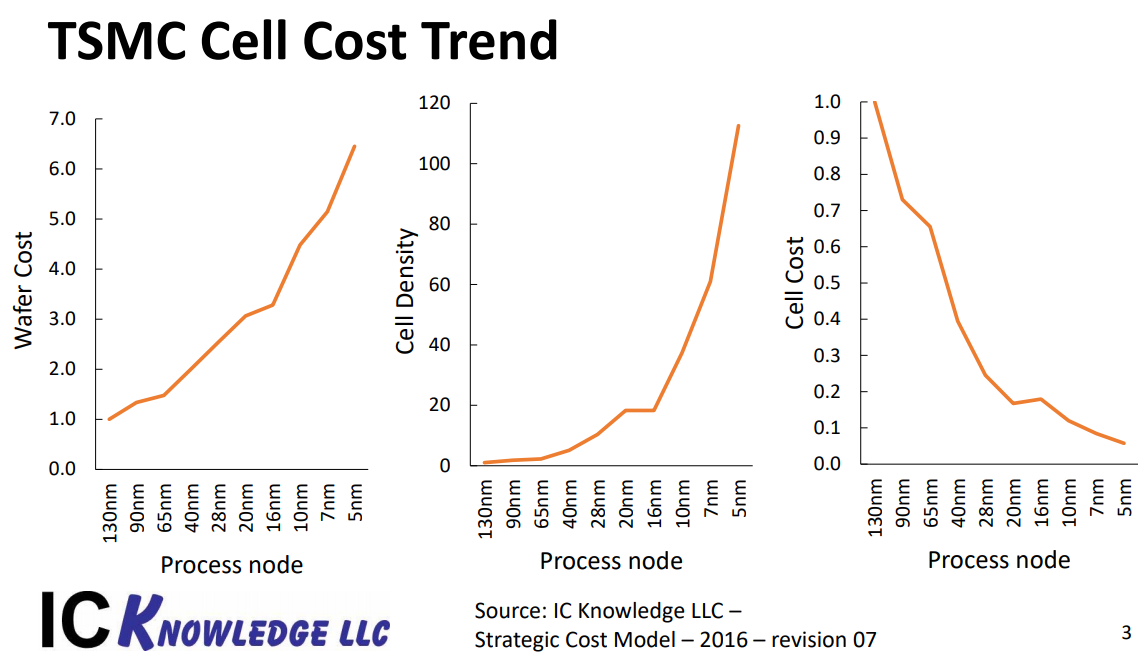 TSMC Cell Cost Trend
Wafer Cost
7.0
6.0
5.0
4.0
3.0
2.0
1.0
0.0
130nm
90nm
65nm
40nm
28nm
20nm
16nm
10nm
7nm
5nm
Process node
Cell Density
120
100
80
60
40
20
0
130nm
90nm
65nm
40nm
28nm
20nm
16nm
10nm
7nm
5nm
Process node
Cell Cost
1.0
0.9
0.8
0.7
0.6
0.5
0.4
0.3
0.2
0.1
0.0
130nm
90nm
65nm
40nm
28nm
20nm
16nm
10nm
7nm
5nm
Process node
IC KNOWLEDGE LLC
Source: IC Knowledge LLC –
Strategic Cost Model – 2016 – revision 07
3